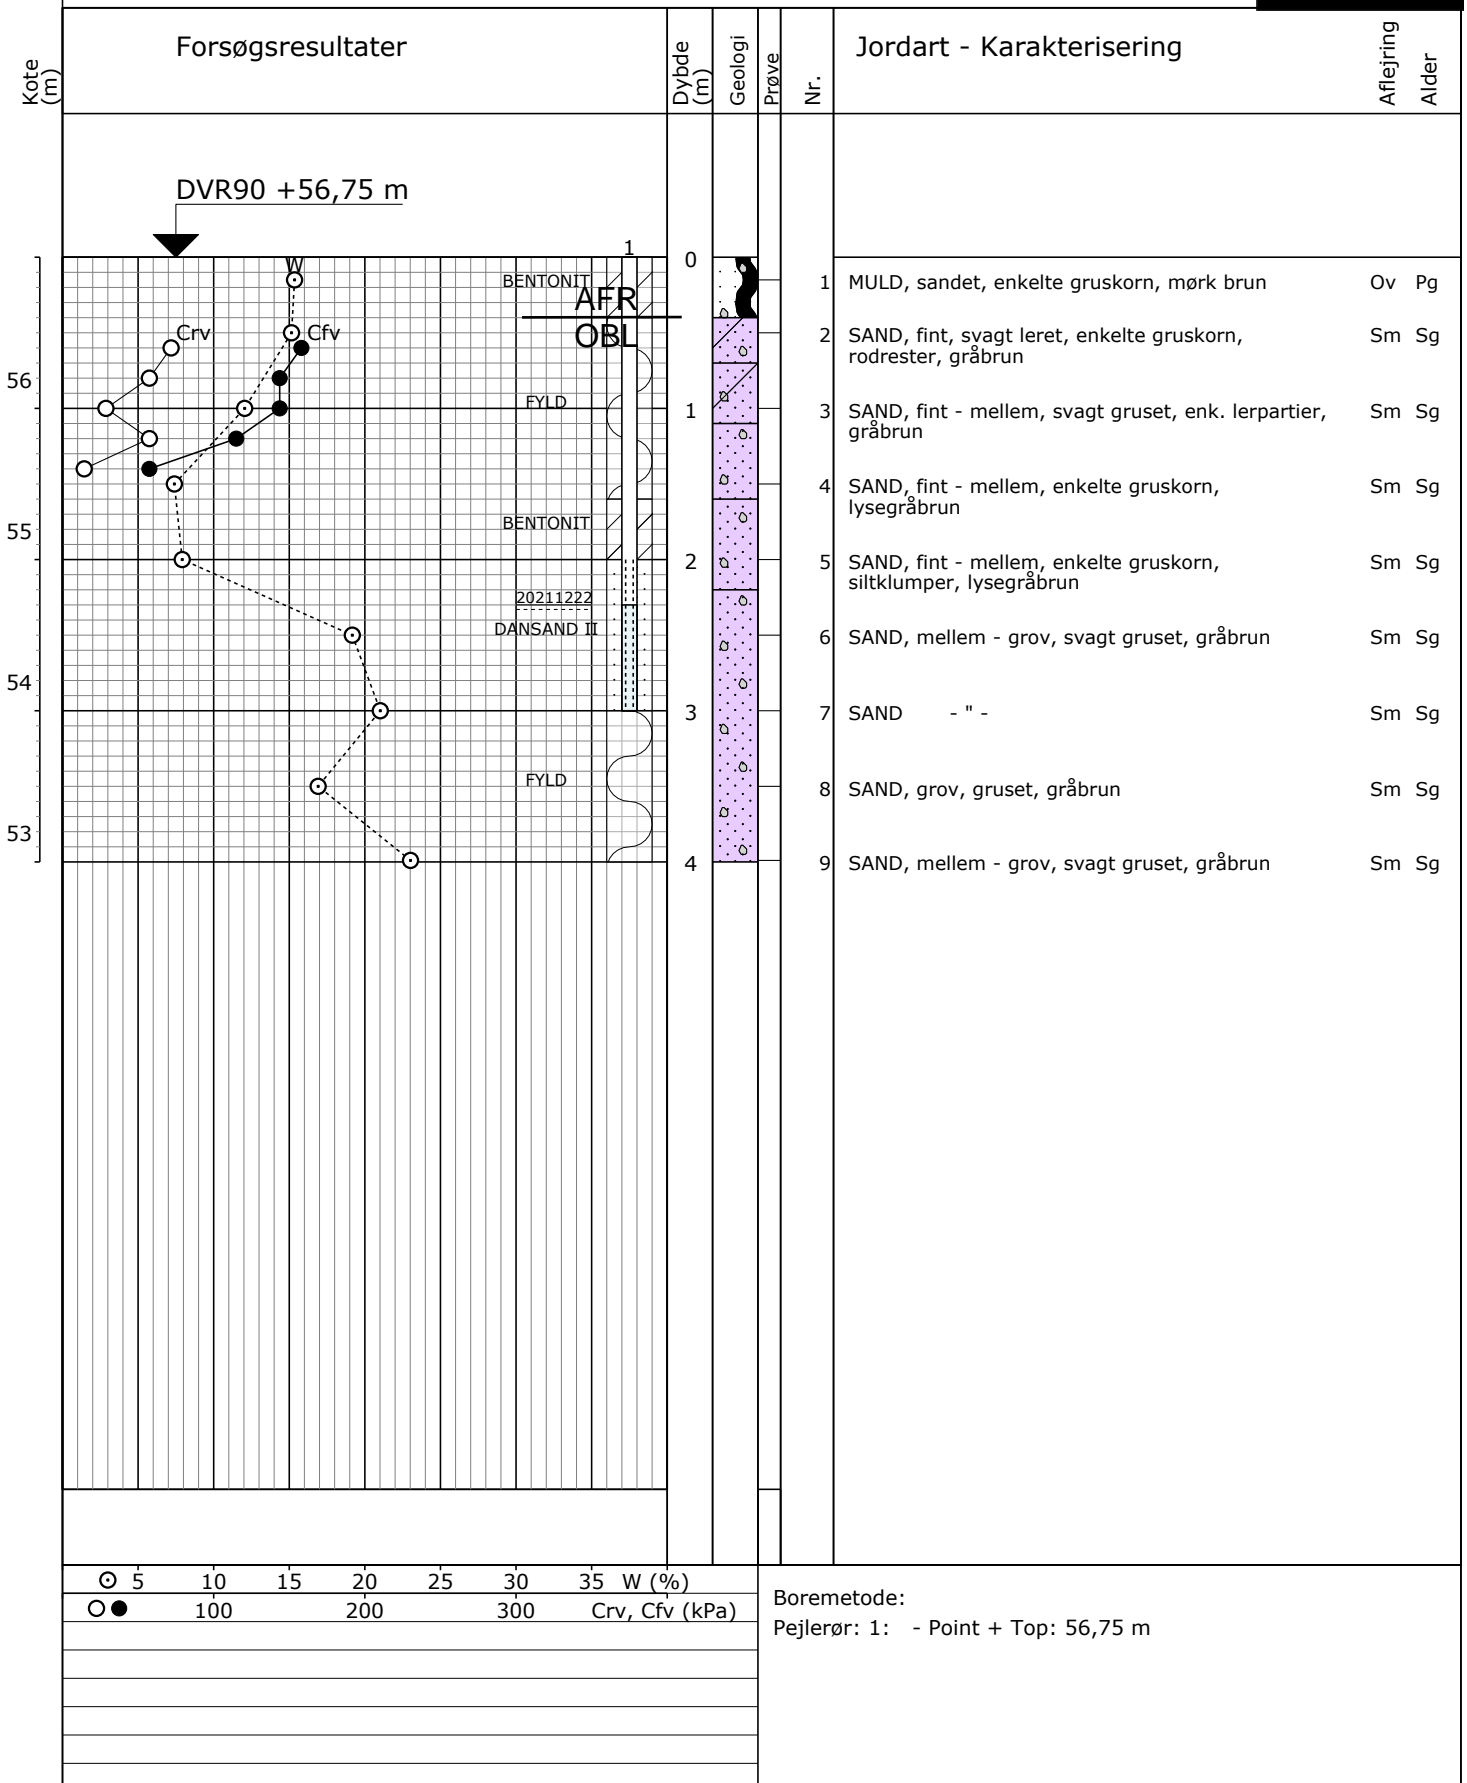 Forsøgsresultater
Kote
(m)
Dybde
(m)
Geologi
Prøve
Nr.
Jordart - Karakterisering
Aflejring
Alder
DVR90 +56,75 m
1
W
BENTONIT
AFR
OBL
Crv
Cfv
FYLD
BENTONIT
20211222
DANSAND II
FYLD
56
55
54
53
0
1
2
3
4
1 MULD, sandet, enkelte gruskorn, mørk brun Ov Pg
2 SAND, fint, svagt leret, enkelte gruskorn, Sm Sg
rodrester, gråbrun
3 SAND, fint - mellem, svagt gruset, enk. lerpartier, Sm Sg
gråbrun
4 SAND, fint - mellem, enkelte gruskorn, Sm Sg
lysegråbrun
5 SAND, fint - mellem, enkelte gruskorn, Sm Sg
siltklumper, lysegråbrun
6 SAND, mellem - grov, svagt gruset, gråbrun Sm Sg
7 SAND - " - Sm Sg
8 SAND, grov, gruset, gråbrun Sm Sg
9 SAND, mellem - grov, svagt gruset, gråbrun Sm Sg
5 10 15 20 25 30 35 W (%)
100 200 300 Crv, Cfv (kPa)
Boremetode:
Pejlerør: 1: - Point + Top: 56,75 m